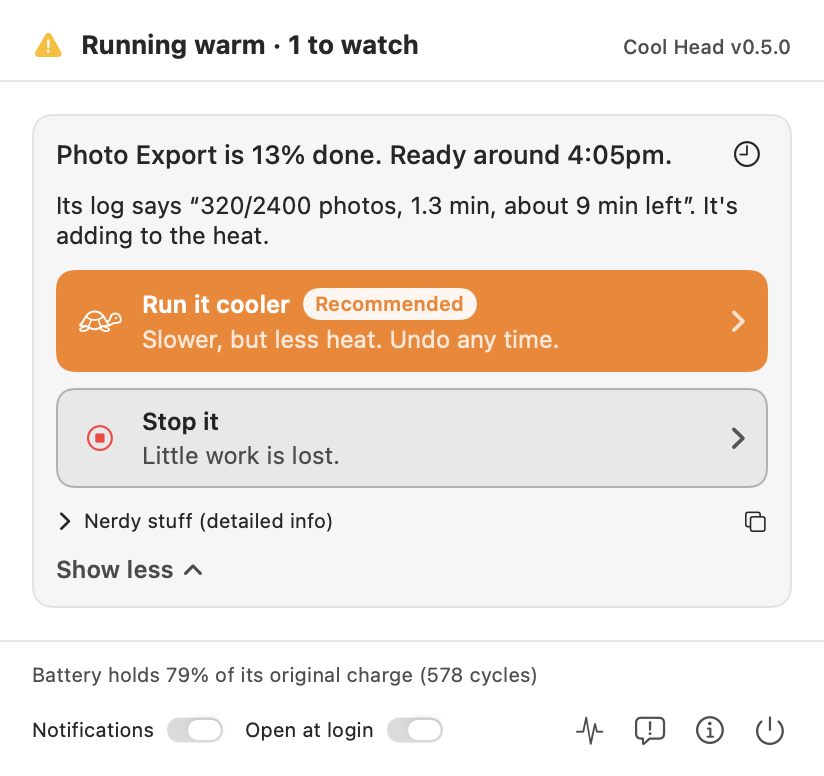 Running warm · 1 to watch
Cool Head v0.5.0
Photo Export is 13% done. Ready around 4:05pm.
Its log says “320/2400 photos, 1.3 min, about 9 min left”. It's
adding to the heat.
Run it cooler
Recommended
Slower, but less heat. Undo any time.
Stop it
Little work is lost.
Nerdy stuff (detailed info)
Show less
Battery holds 79% of its original charge (578 cycles)
Notifications
Open at login